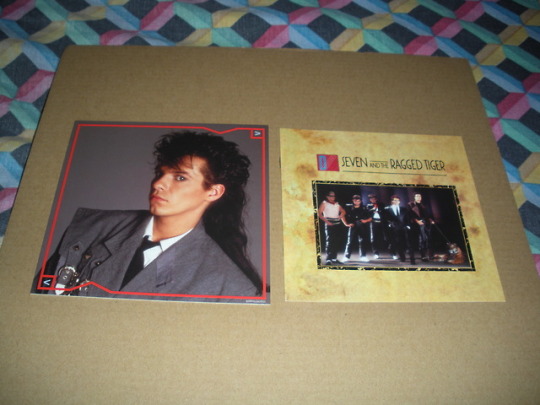 SEVEN AND THE RAGGED TIGER